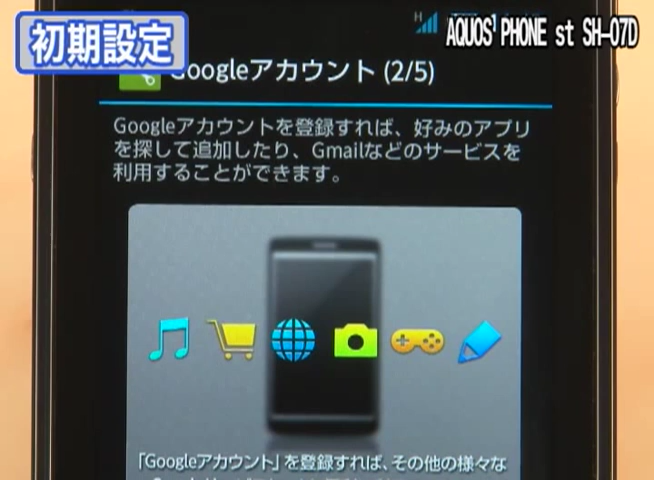 初期設定
AQUOS PHONE st SH-07D
H
Googleアカウント (2/5)
Googleアカウントを登録すれば、好みのアプリ
を探して追加したり、Gmailなどのサービスを
利用することができます。
「Googleアカウント」を登録すれば、その他の様々な